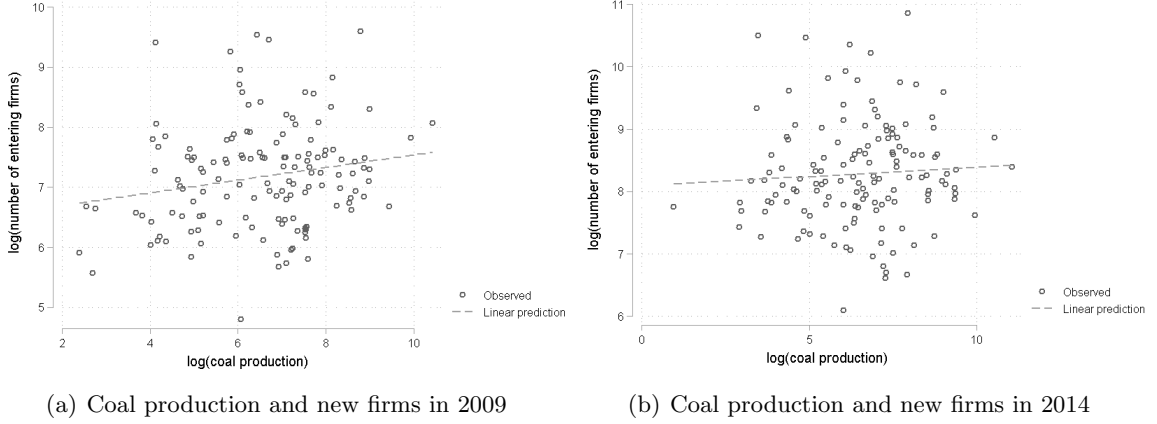 10
9
8
7
6
5
log(number of entering firms)
2
4
6
8
10
log(coal production)
Observed
Linear prediction
(a) Coal production and new firms in 2009
11
10
9
8
7
6
log(number of entering firms)
0
5
10
log(coal production)
Observed
Linear prediction
(b) Coal production and new firms in 2014